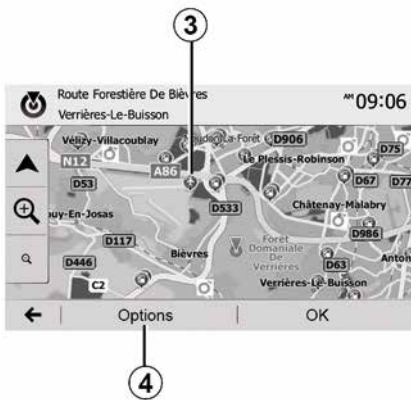 3
Route Forestière De Bièvres
Verrières-Le-Buisson
AM 09:06
Vélizy-Villacoublay
D906
D75
Le Plessis-Robinson
N12
A86
D53
D67
D77
D533
Châtenay-Malabry
uy-En-Josas
D986
D117
Forêt
Domaniale
De
Verrières
Bièvres
D446
D63
Anton
C2
Verrières-Le-Buisson
← Options OK
4